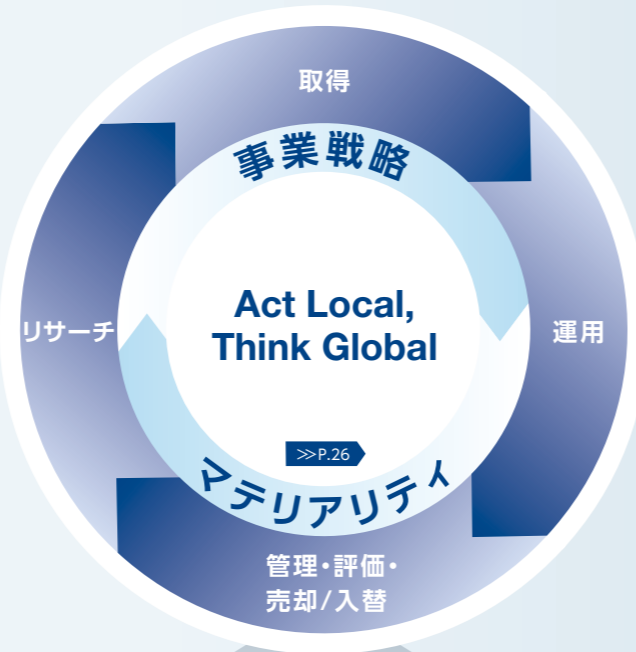 取得
事業戦略
Act Local,
Think Global
リサーチ
運用
>>P.26
マテリアリティ
管理・評価・
売却/入替